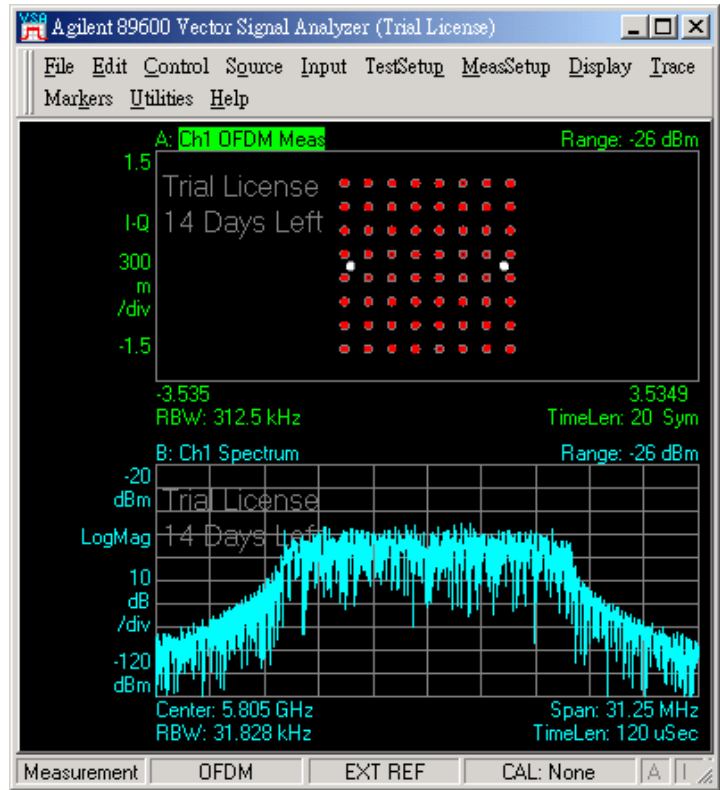 VSA Agilent 89600 Vector Signal Analyzer (Trial License)
File Edit Control Source Input TestSetup MeasSetup Display Trace
Markers Utilities Help
A: Ch1 OFDM Meas Range: -26 dBm
1.5
Trial License
I-Q 14 Days Left
300
m
/div
-1.5
-3.535 3.5349
RBW: 312.5 kHz TimeLen: 20 Sym
B: Ch1 Spectrum Range: -26 dBm
-20
dBm Trial License
LogMag 14 Days Left
10
dB
/div
-120
dBm
Center: 5.805 GHz Span: 31.25 MHz
RBW: 31.828 kHz TimeLen: 120 uSec
Measurement OFDM EXT REF CAL: None A